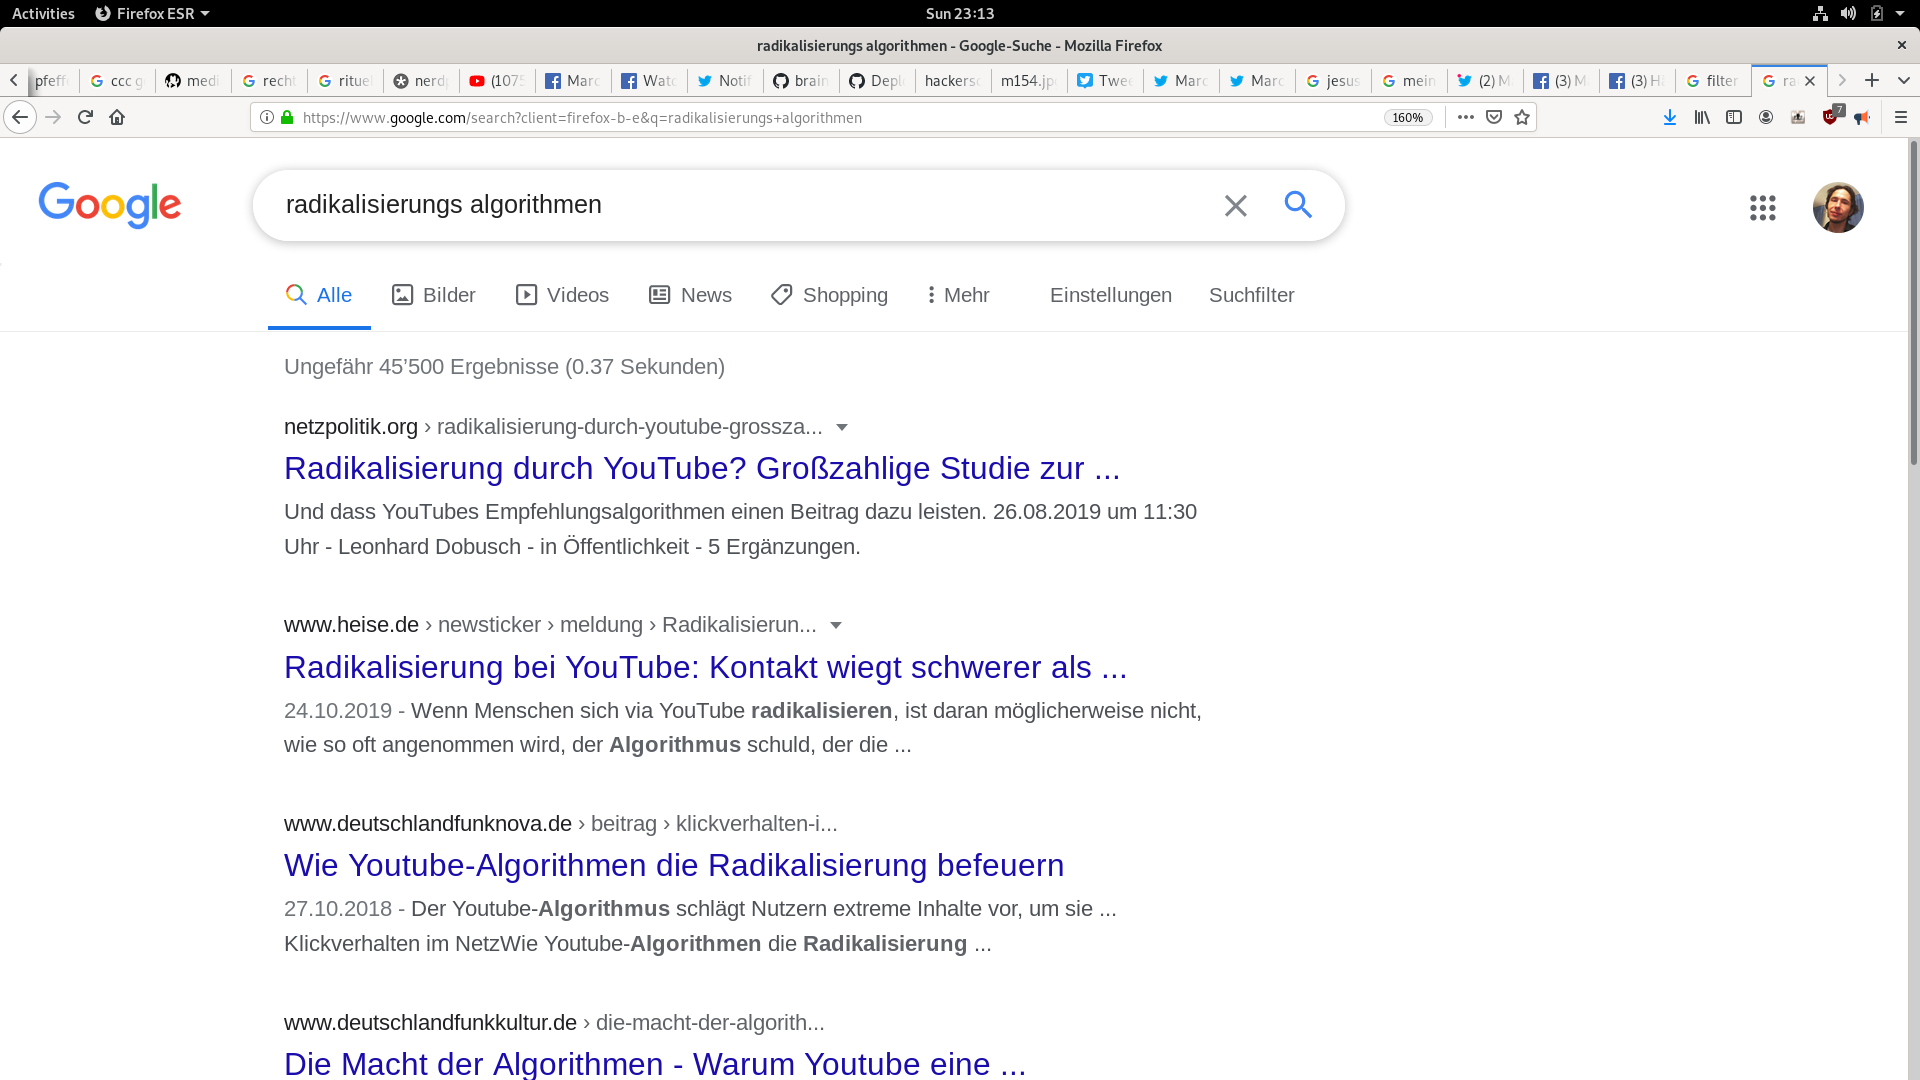 Activities Firefox ESR Sun 23:13
radikalisierungs algorithmen - Google-Suche - Mozilla Firefox
pfeff ccc g medi recht rituel nerd (107 Marc Wat Notif brain Depl hackers m154.jp Twee Marc Marc jesus mein (2) M (3) M (3) H filter ra
https://www.google.com/search?client=firefox-b-e&q=radikalisierungs+algorithmen 160% 7
Google radikalisierungs algorithmen
Alle Bilder Videos News Shopping Mehr Einstellungen Suchfilter
Ungefähr 45’500 Ergebnisse (0.37 Sekunden)
netzpolitik.org › radikalisierung-durch-youtube-grossza...
Radikalisierung durch YouTube? Großzahlige Studie zur ...
Und dass YouTubes Empfehlungsalgorithmen einen Beitrag dazu leisten. 26.08.2019 um 11:30
Uhr - Leonhard Dobusch - in Öffentlichkeit - 5 Ergänzungen.
www.heise.de › newsticker › meldung › Radikalisierun...
Radikalisierung bei YouTube: Kontakt wiegt schwerer als ...
24.10.2019 - Wenn Menschen sich via YouTube radikalisieren, ist daran möglicherweise nicht,
wie so oft angenommen wird, der Algorithmus schuld, der die ...
www.deutschlandfunknova.de › beitrag › klickverhalten-i...
Wie Youtube-Algorithmen die Radikalisierung befeuern
27.10.2018 - Der Youtube-Algorithmus schlägt Nutzern extreme Inhalte vor, um sie ...
Klickverhalten im NetzWie Youtube-Algorithmen die Radikalisierung ...
www.deutschlandfunkkultur.de › die-macht-der-algorith...
Die Macht der Algorithmen - Warum Youtube eine ...